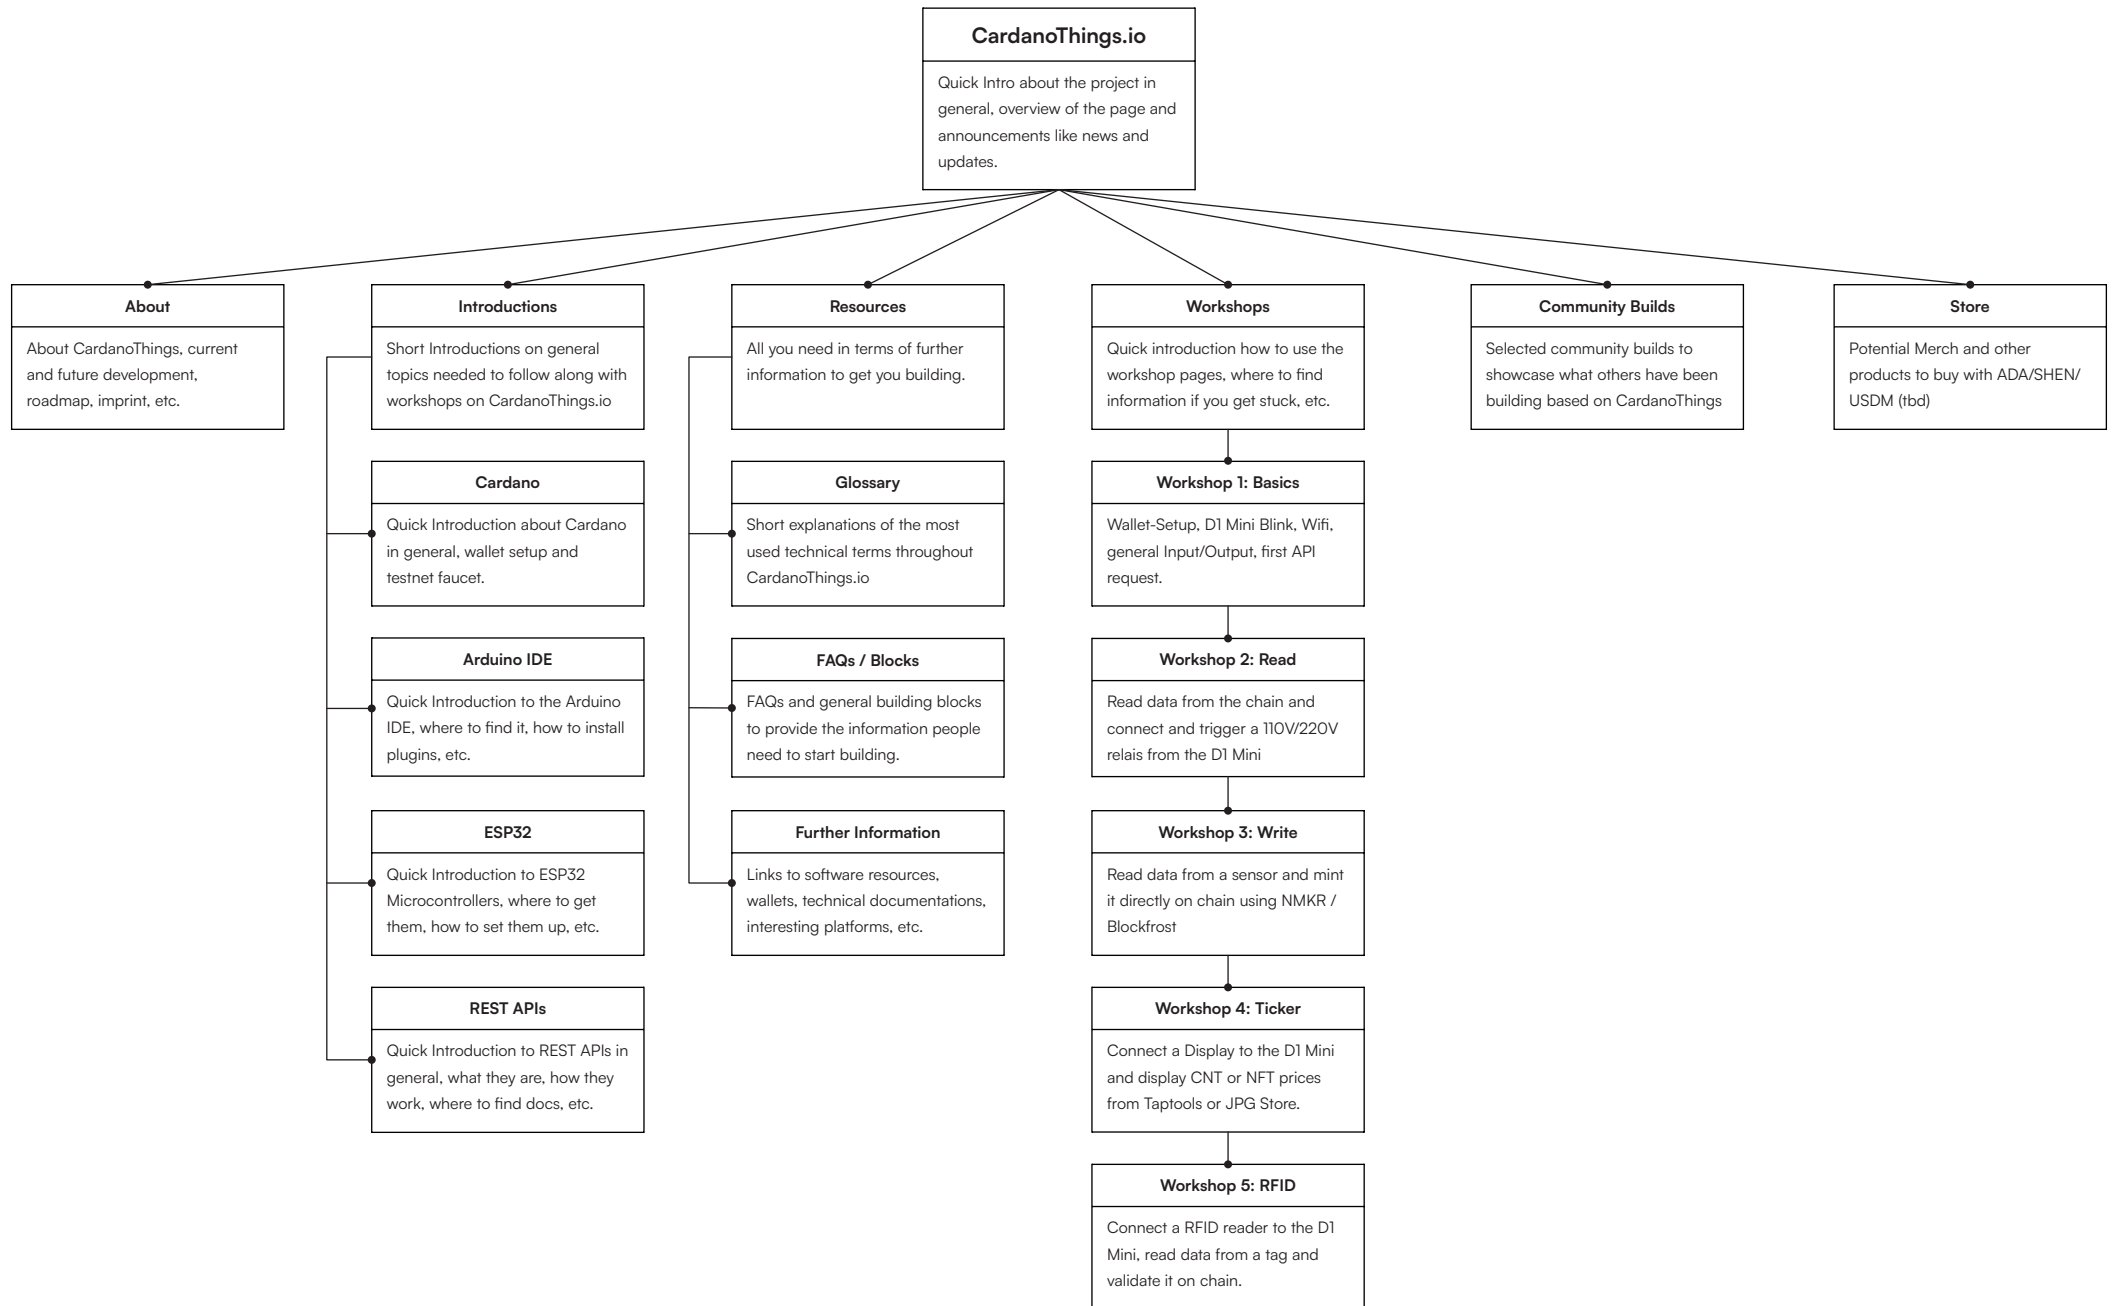 CardanoThings.io
Quick Intro about the project in
general, overview of the page and
announcements like news and
updates.
About
About CardanoThings, current
and future development,
roadmap, imprint, etc.
Introductions
Short Introductions on general
topics needed to follow along with
workshops on CardanoThings.io
Cardano
Quick Introduction about Cardano
in general, wallet setup and
testnet faucet.
Arduino IDE
Quick Introduction to the Arduino
IDE, where to find it, how to install
plugins, etc.
ESP32
Quick Introduction to ESP32
Microcontrollers, where to get
them, how to set them up, etc.
REST APIs
Quick Introduction to REST APIs in
general, what they are, how they
work, where to find docs, etc.
Resources
All you need in terms of further
information to get you building.
Glossary
Short explanations of the most
used technical terms throughout
CardanoThings.io
FAQs / Blocks
FAQs and general building blocks
to provide the information people
need to start building.
Further Information
Links to software resources,
wallets, technical documentations,
interesting platforms, etc.
Workshops
Quick introduction how to use the
workshop pages, where to find
information if you get stuck, etc.
Workshop 1: Basics
Wallet-Setup, D1 Mini Blink, Wifi,
general Input/Output, first API
request.
Workshop 2: Read
Read data from the chain and
connect and trigger a 110V/220V
relais from the D1 Mini
Workshop 3: Write
Read data from a sensor and mint
it directly on chain using NMKR /
Blockfrost
Workshop 4: Ticker
Connect a Display to the D1 Mini
and display CNT or NFT prices
from Taptools or JPG Store.
Workshop 5: RFID
Connect a RFID reader to the D1
Mini, read data from a tag and
validate it on chain.
Community Builds
Selected community builds to
showcase what others have been
building based on CardanoThings
Store
Potential Merch and other
products to buy with ADA/SHEN/
USDM (tbd)